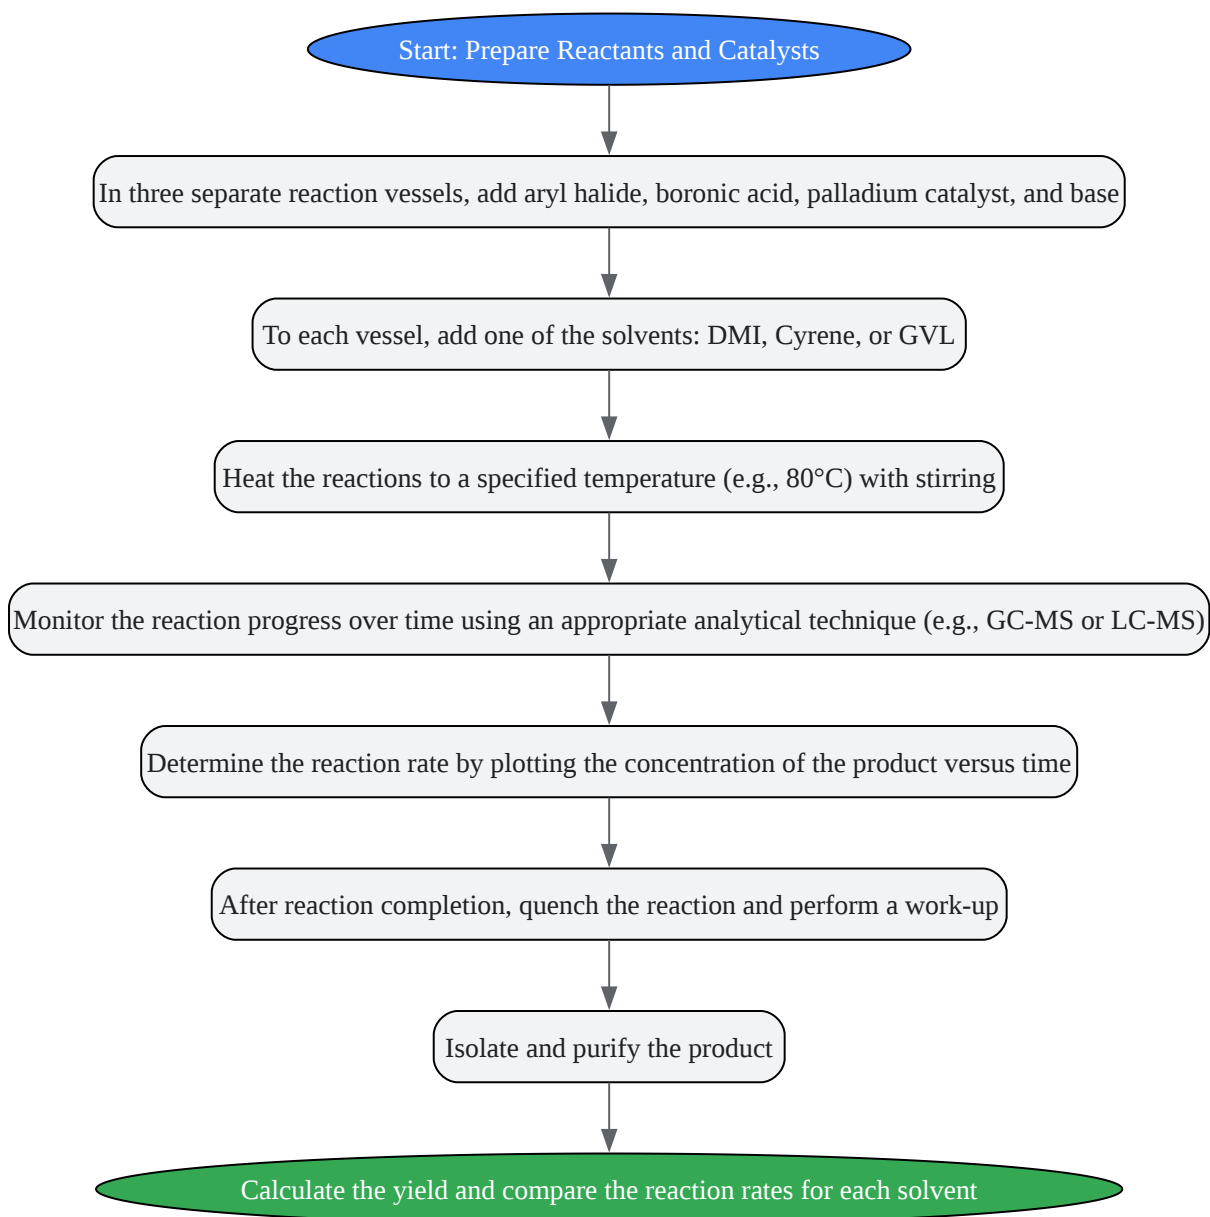 Start: Prepare Reactants and Catalysts
In three separate reaction vessels, add aryl halide, boronic acid, palladium catalyst, and base
To each vessel, add one of the solvents: DMI, Cyrene, or GVL
Heat the reactions to a specified temperature (e.g., 80°C) with stirring
Monitor the reaction progress over time using an appropriate analytical technique (e.g., GC-MS or LC-MS)
Determine the reaction rate by plotting the concentration of the product versus time
After reaction completion, quench the reaction and perform a work-up
Isolate and purify the product
Calculate the yield and compare the reaction rates for each solvent